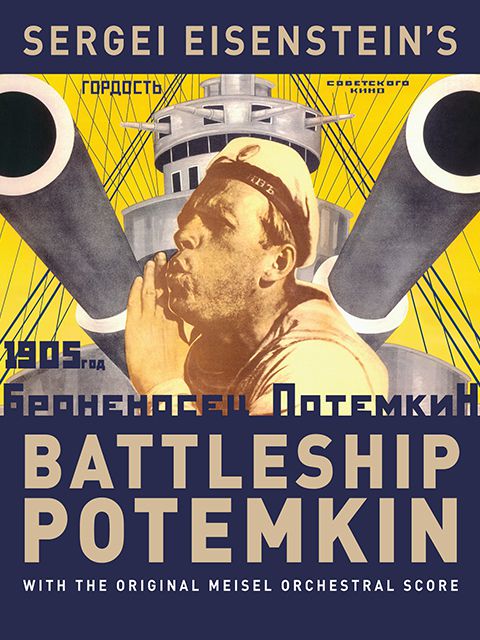 SERGEI EISENSTEIN'S
ГОРДОСТЬ
СОВЕТСКОГО
КИНО
1905 год
БРОНЕНОСЕЦ ПОТЕМКИН
BATTLESHIP
POTEMKIN
WITH THE ORIGINAL MEISEL ORCHESTRAL SCORE